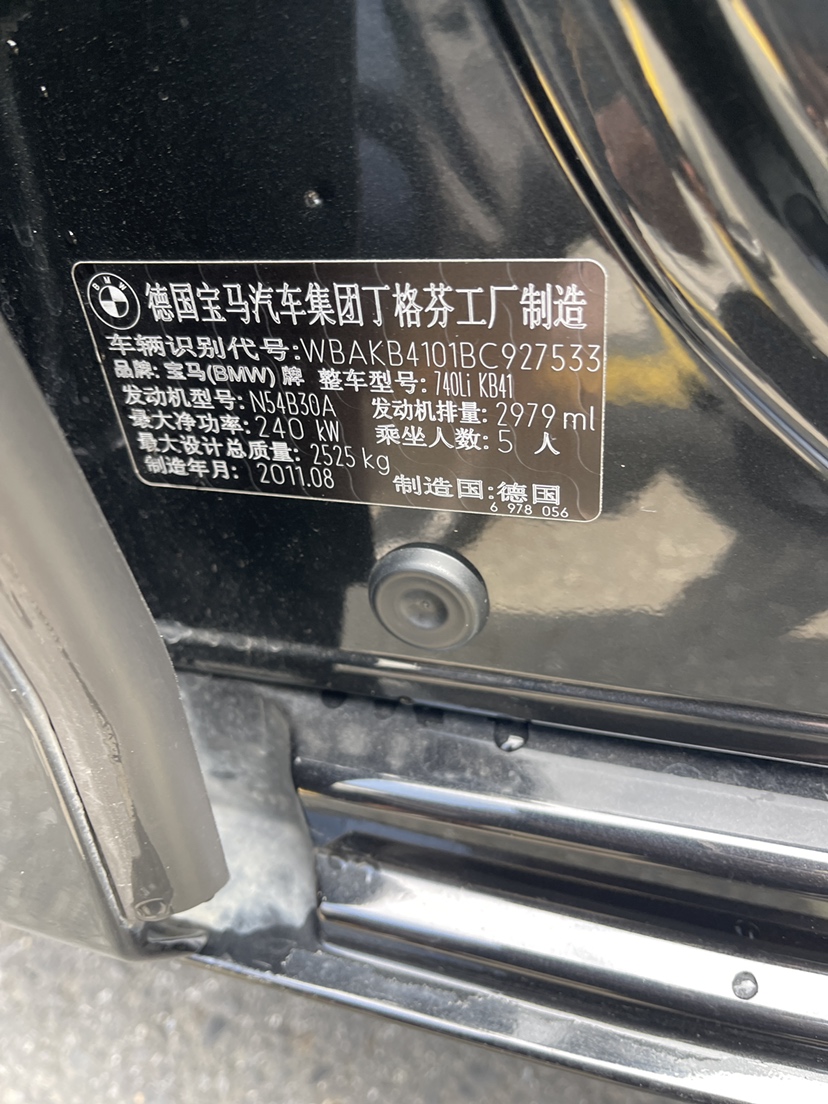 BMW
德国宝马汽车集团丁格芬工厂制造
车辆识别代号:WBAKB4101BC927533
品牌: 宝马(BMW) 牌 整车型号: 740Li KB41
发动机型号: N54B30A 发动机排量: 2979 ml
最大净功率: 240 kW 乘坐人数: 5 人
最大设计总质量: 2525 kg
制造年月: 2011.08 制造国:德国
6 978 056